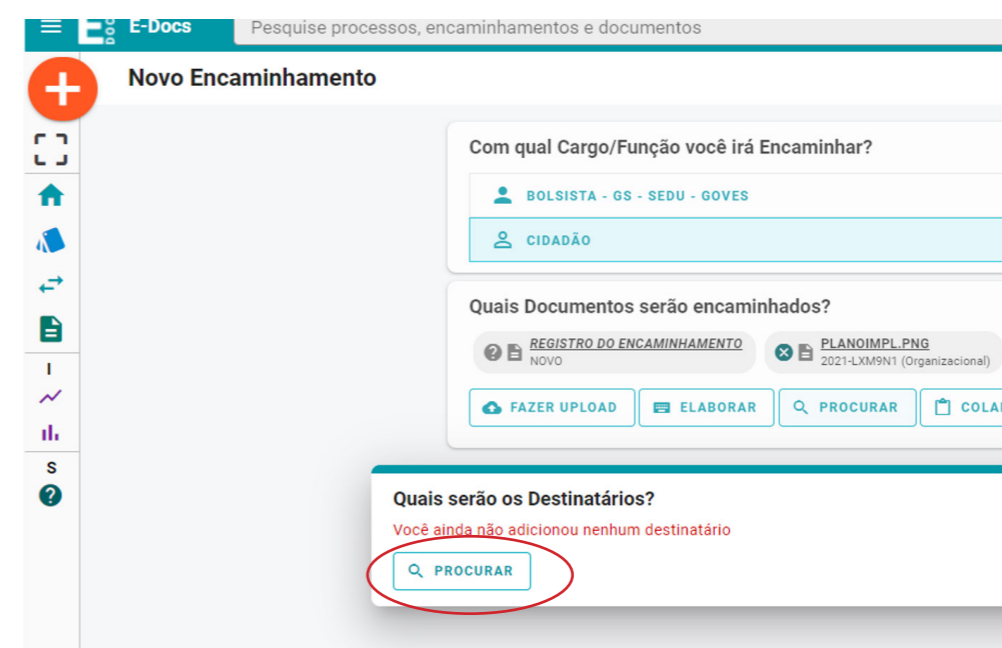 E DOC E-Docs Pesquise processos, encaminhamentos e documentos
Novo Encaminhamento
Com qual Cargo/Função você irá Encaminhar?
BOLSISTA - GS - SEDU - GOVES
CIDADÃO
Quais Documentos serão encaminhados?
REGISTRO DO ENCAMINHAMENTO
NOVO
PLANOIMPL.PNG
2021-LXM9N1 (Organizacional)
FAZER UPLOAD ELABORAR PROCURAR
I
S
Quais serão os Destinatários?
Você ainda não adicionou nenhum destinatário
PROCURAR